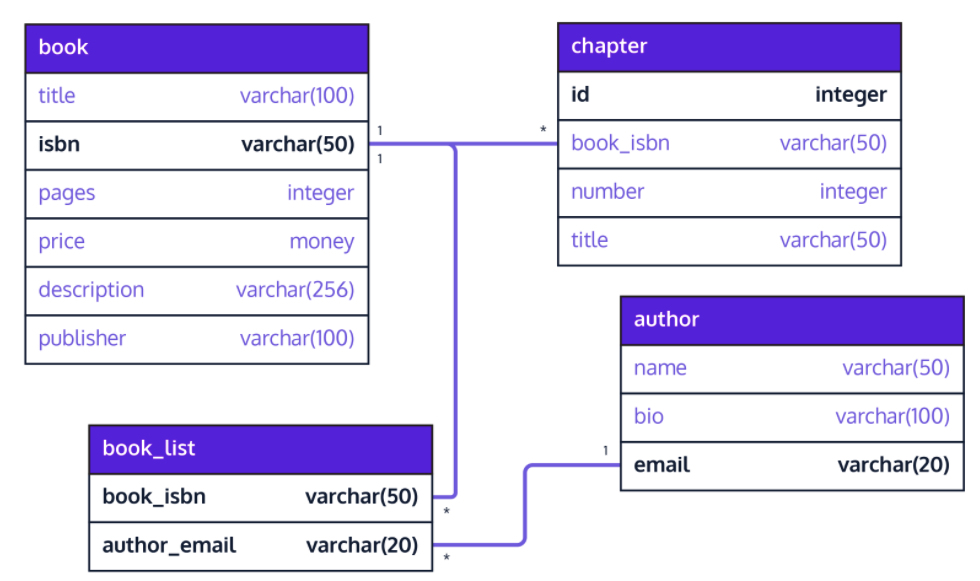 book
title varchar(100)
isbn varchar(50)
pages integer
price money
description varchar(256)
publisher varchar(100)
1
1
*
chapter
id integer
book_isbn varchar(50)
number integer
title varchar(50)
author
name varchar(50)
bio varchar(100)
email varchar(20)
1
book_list
book_isbn varchar(50)
author_email varchar(20)
*
*